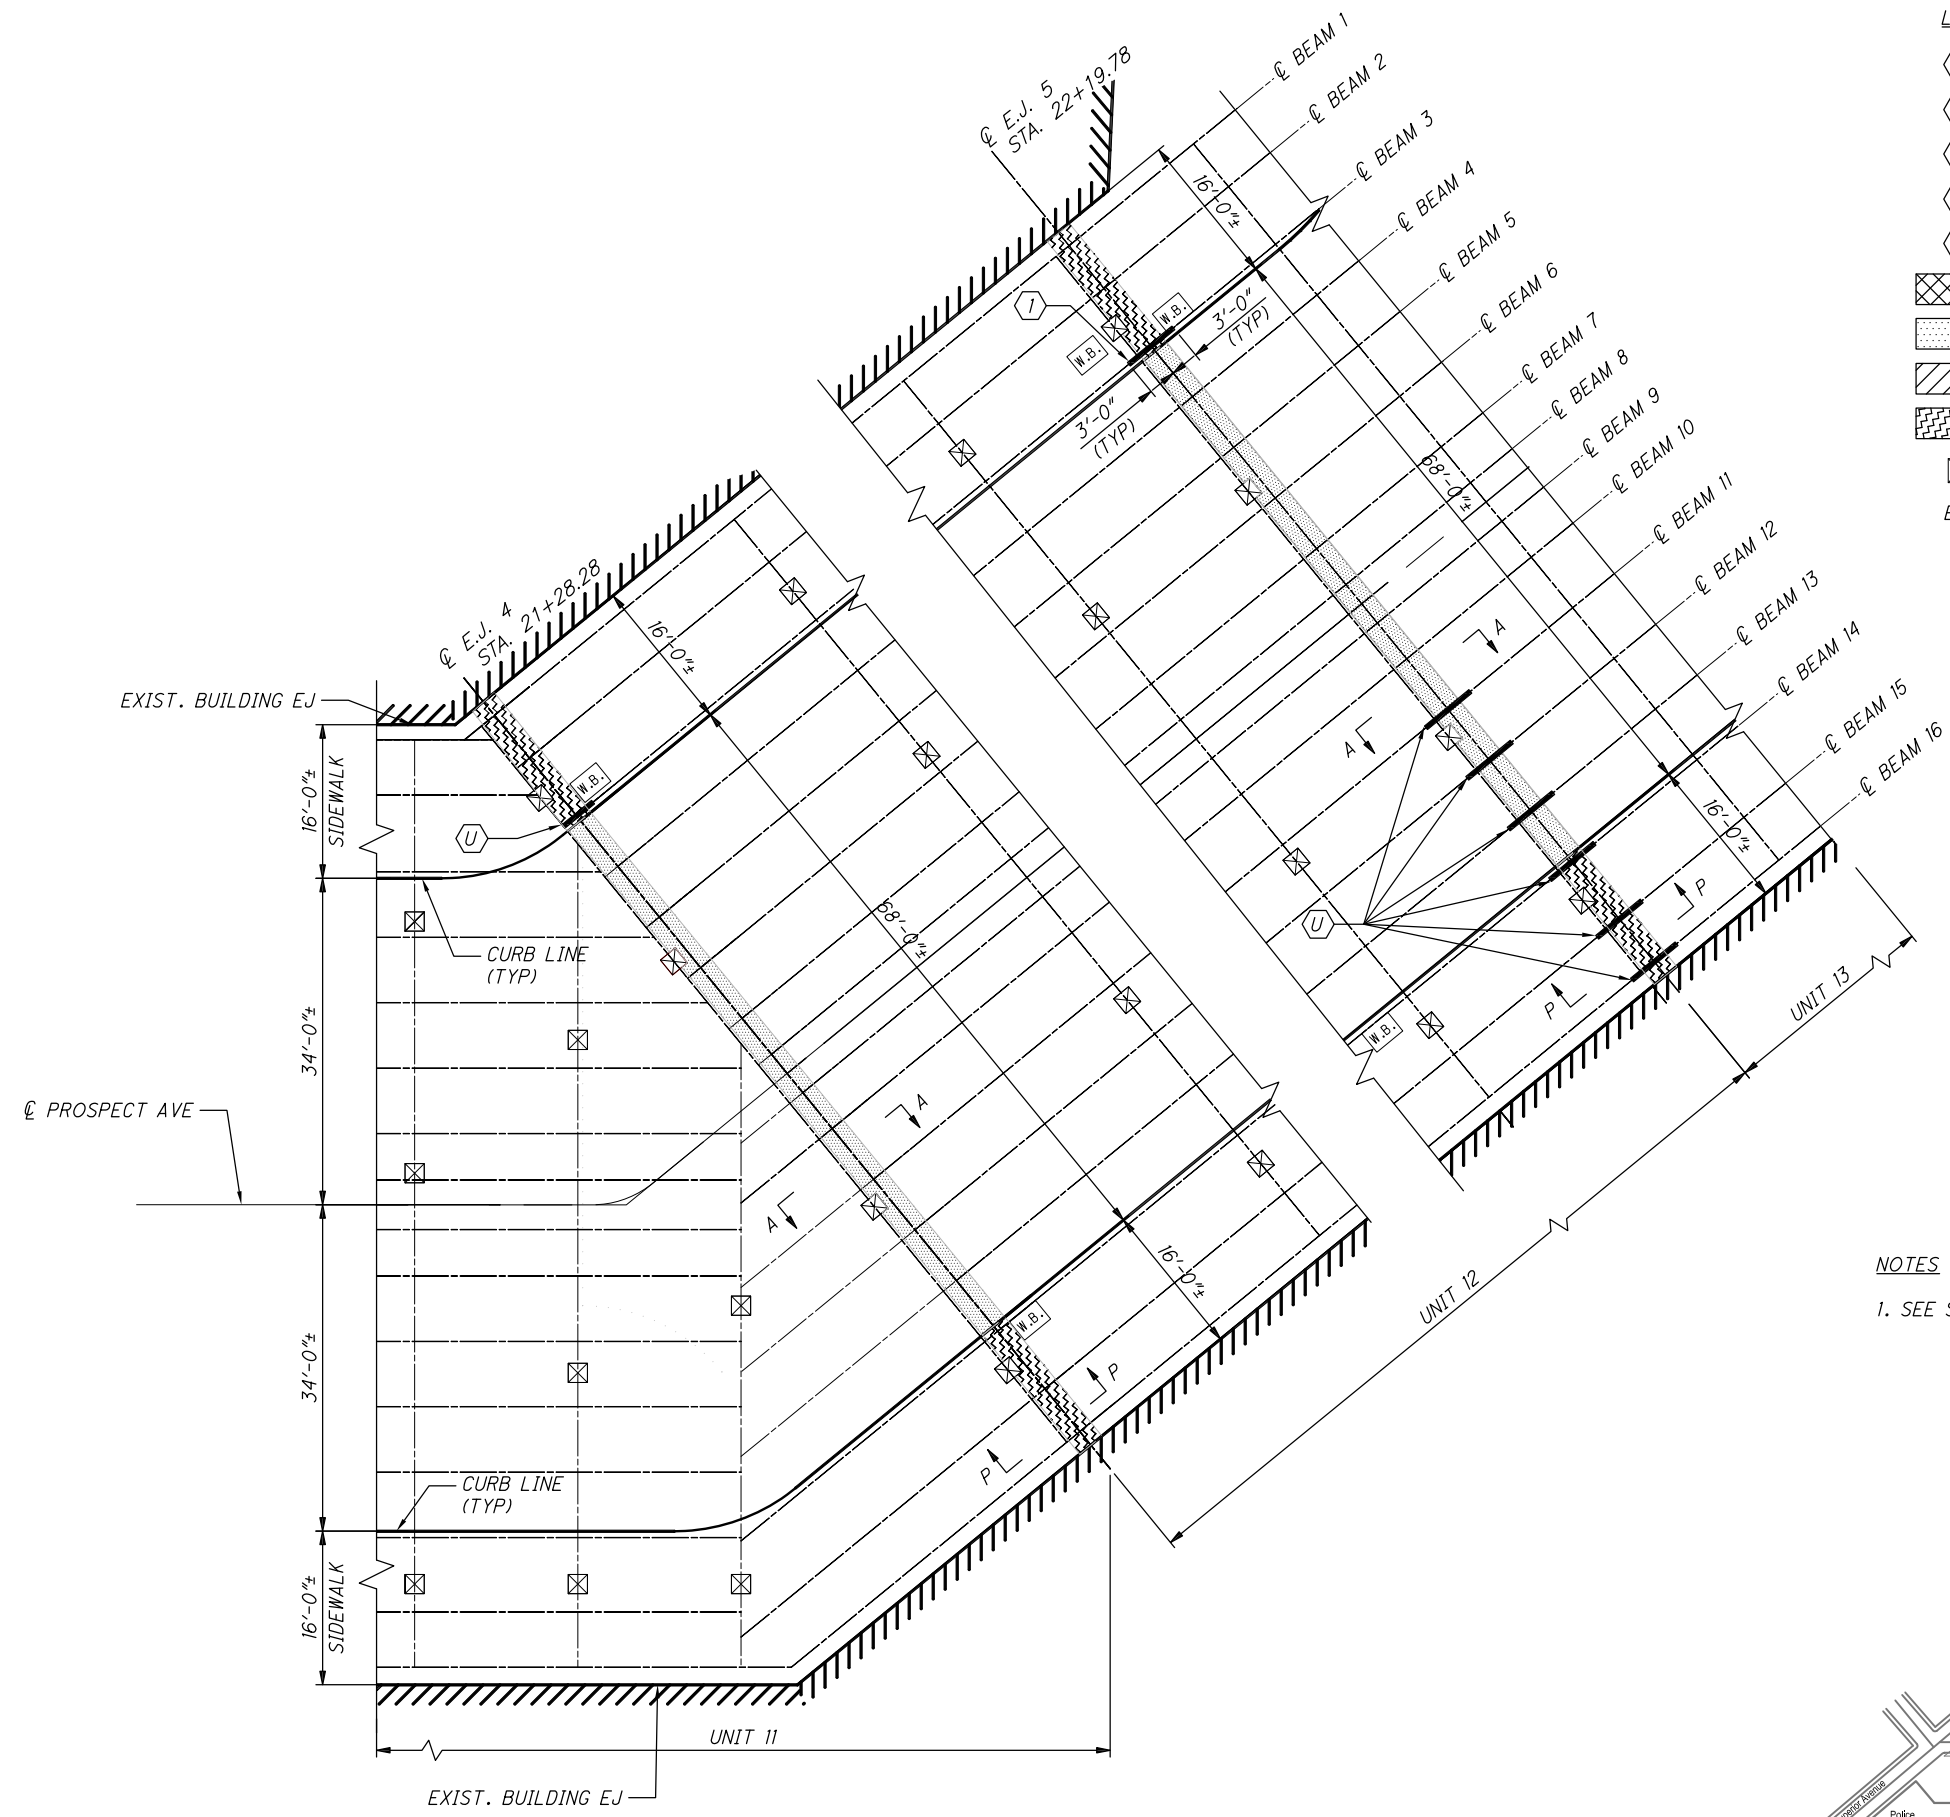 ℄ BEAM 1
℄ BEAM 2
℄ BEAM 3
℄ BEAM 4
℄ BEAM 5
℄ BEAM 6
℄ BEAM 7
℄ BEAM 8
℄ BEAM 9
℄ BEAM 10
℄ BEAM 11
℄ BEAM 12
℄ BEAM 13
℄ BEAM 14
℄ BEAM 15
℄ BEAM 16
℄ E.J. 5
STA. 22+19.78
16'-0"±
1
W.B.
W.B.
3'-0"
(TYP)
3'-0"
(TYP)
68'-0"±
A
A
U
16'-0"±
P
P
W.B.
UNIT 13
℄ E.J. 4
STA. 21+28.28
EXIST. BUILDING EJ
16'-0"±
SIDEWALK
16'-0"±
W.B.
U
CURB LINE
(TYP)
68'-0"±
34'-0"±
℄ PROSPECT AVE
A
A
16'-0"±
W.B.
P
P
UNIT 12
34'-0"±
CURB LINE
(TYP)
16'-0"±
SIDEWALK
UNIT 11
EXIST. BUILDING EJ
NOTES
1. SEE
Avenue
Police